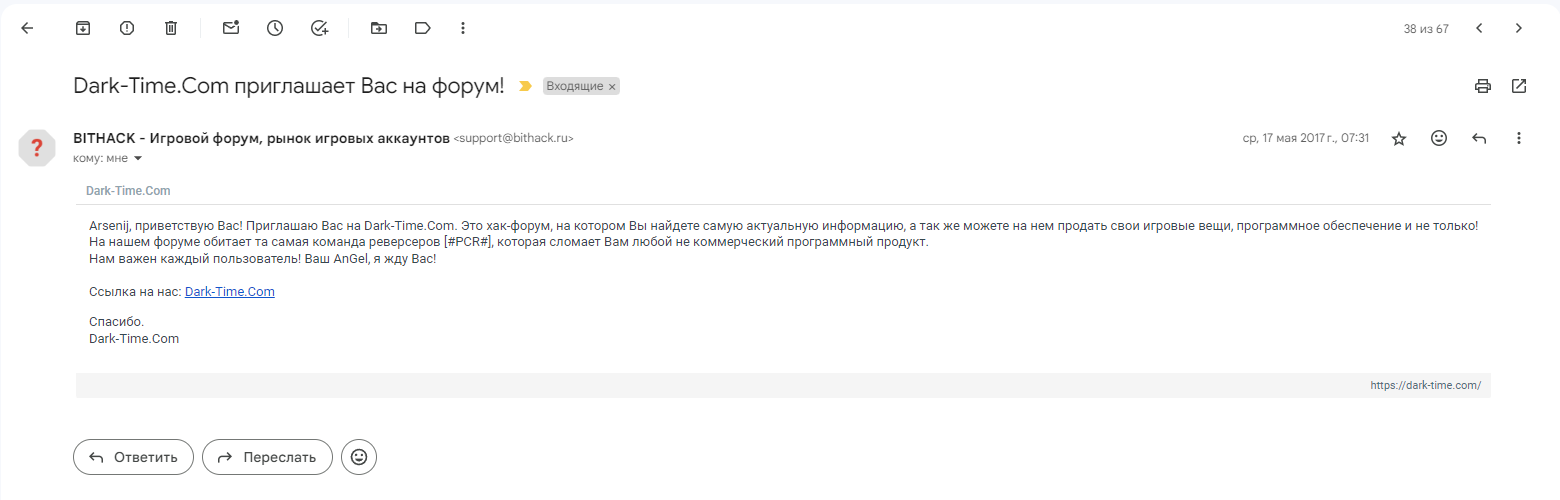 38 из 67
Dark-Time.Com приглашает Вас на форум! Входящие ×
BITHACK - Игровой форум, рынок игровых аккаунтов <support@bithack.ru> ср, 17 мая 2017 г., 07:31
кому: мне
Dark-Time.Com
Arsenij, приветствую Вас! Приглашаю Вас на Dark-Time.Com. Это хак-форум, на котором Вы найдете самую актуальную информацию, а так же можете на нем продать свои игровые вещи, программное обеспечение и не только!
На нашем форуме обитает та самая команда реверсеров [#PCR#], которая сломает Вам любой не коммерческий программный продукт.
Нам важен каждый пользователь! Ваш AnGel, я жду Вас!
Ссылка на нас: Dark-Time.Com
Спасибо.
Dark-Time.Com
https://dark-time.com/
Ответить Переслать